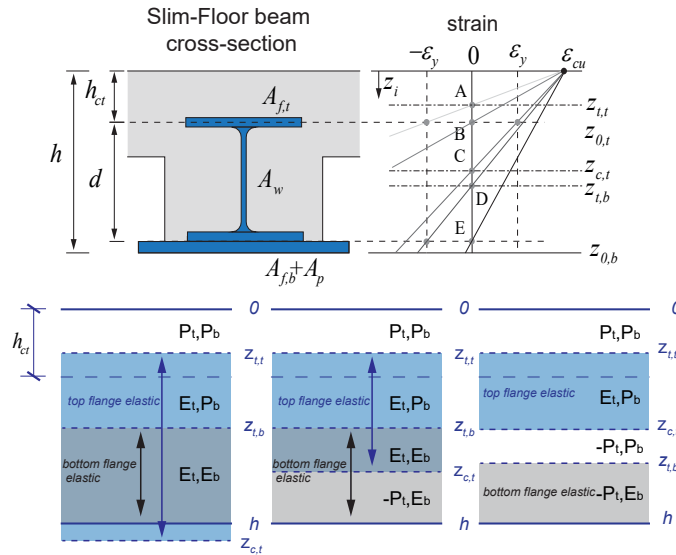 Slim-Floor beam
cross-section
strain
−ε_y 0 ε_y ε_cu
h_ct
h
d
A_f,t
A_w
A_f,b+A_p
z_i
A
B
C
D
E
z_t,t
z_0,t
z_c,t
z_t,b
z_0,b
h_ct
0
P_t,P_b
z_t,t
top flange elastic
E_t,P_b
z_t,b
bottom flange
elastic
E_t,E_b
h
z_c,t
0
P_t,P_b
z_t,t
top flange elastic
E_t,P_b
z_t,b
bottom flange
elastic
E_t,E_b
z_c,t
-P_t,E_b
h
0
P_t,P_b
z_t,t
top flange elastic
E_t,P_b
z_c,
-P_t,P_b
z_t,b
bottom flange elastic
-P_t,E_b
h